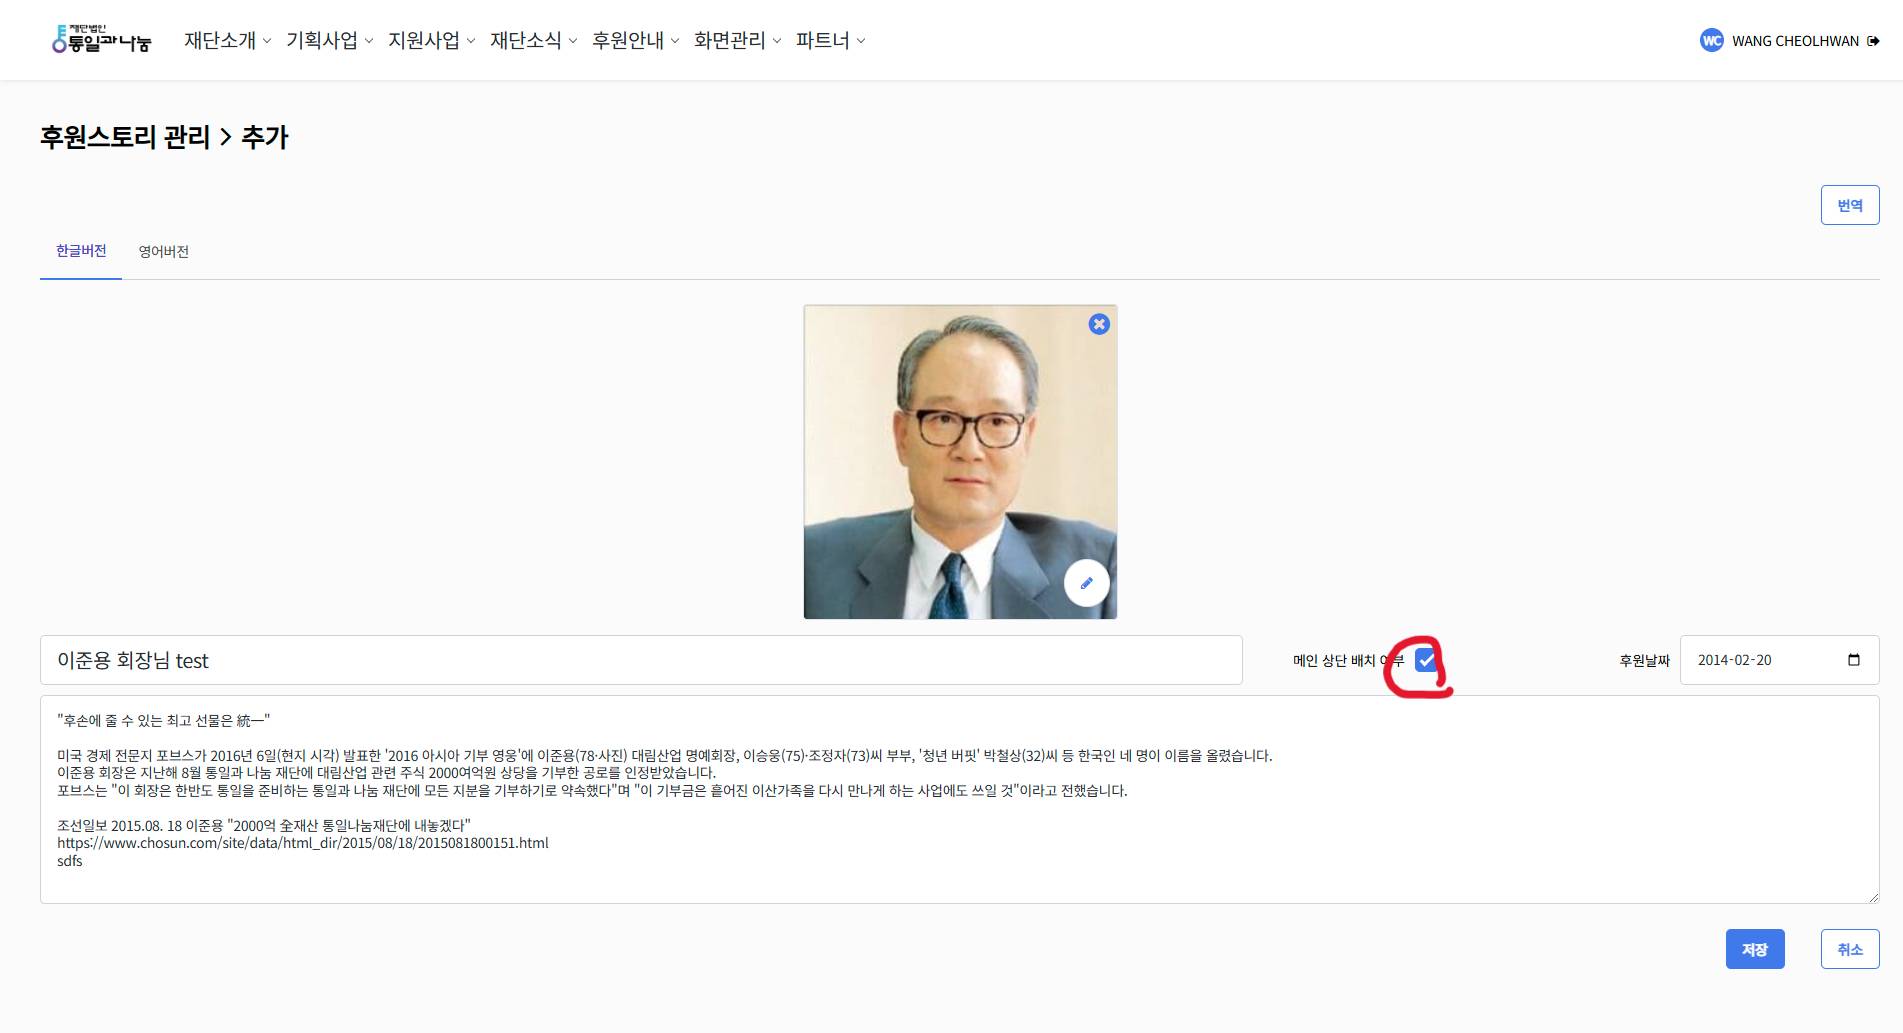 재단법인
통일과나눔
재단소개 기획사업 지원사업 재단소식 후원안내 화면관리 파트너
WC WANG CHEOLHWAN
후원스토리 관리 > 추가
번역
한글버전 영어버전
이준용 회장님 test
메인 상단 배치 여부
후원날짜 2014-02-20
"후손에 줄 수 있는 최고 선물은 統一"
미국 경제 전문지 포브스가 2016년 6일(현지 시각) 발표한 '2016 아시아 기부 영웅'에 이준용(78·사진) 대림산업 명예회장, 이승웅(75)·조정자(73)씨 부부, '청년 버핏' 박철상(32)씨 등 한국인 네 명이 이름을 올렸습니다.
이준용 회장은 지난해 8월 통일과 나눔 재단에 대림산업 관련 주식 2000여억원 상당을 기부한 공로를 인정받았습니다.
포브스는 "이 회장은 한반도 통일을 준비하는 통일과 나눔 재단에 모든 지분을 기부하기로 약속했다"며 "이 기부금은 흩어진 이산가족을 다시 만나게 하는 사업에도 쓰일 것"이라고 전했습니다.
조선일보 2015.08. 18 이준용 "2000억 全재산 통일나눔재단에 내놓겠다"
https://www.chosun.com/site/data/html_dir/2015/08/18/2015081800151.html
sdfs
저장 취소